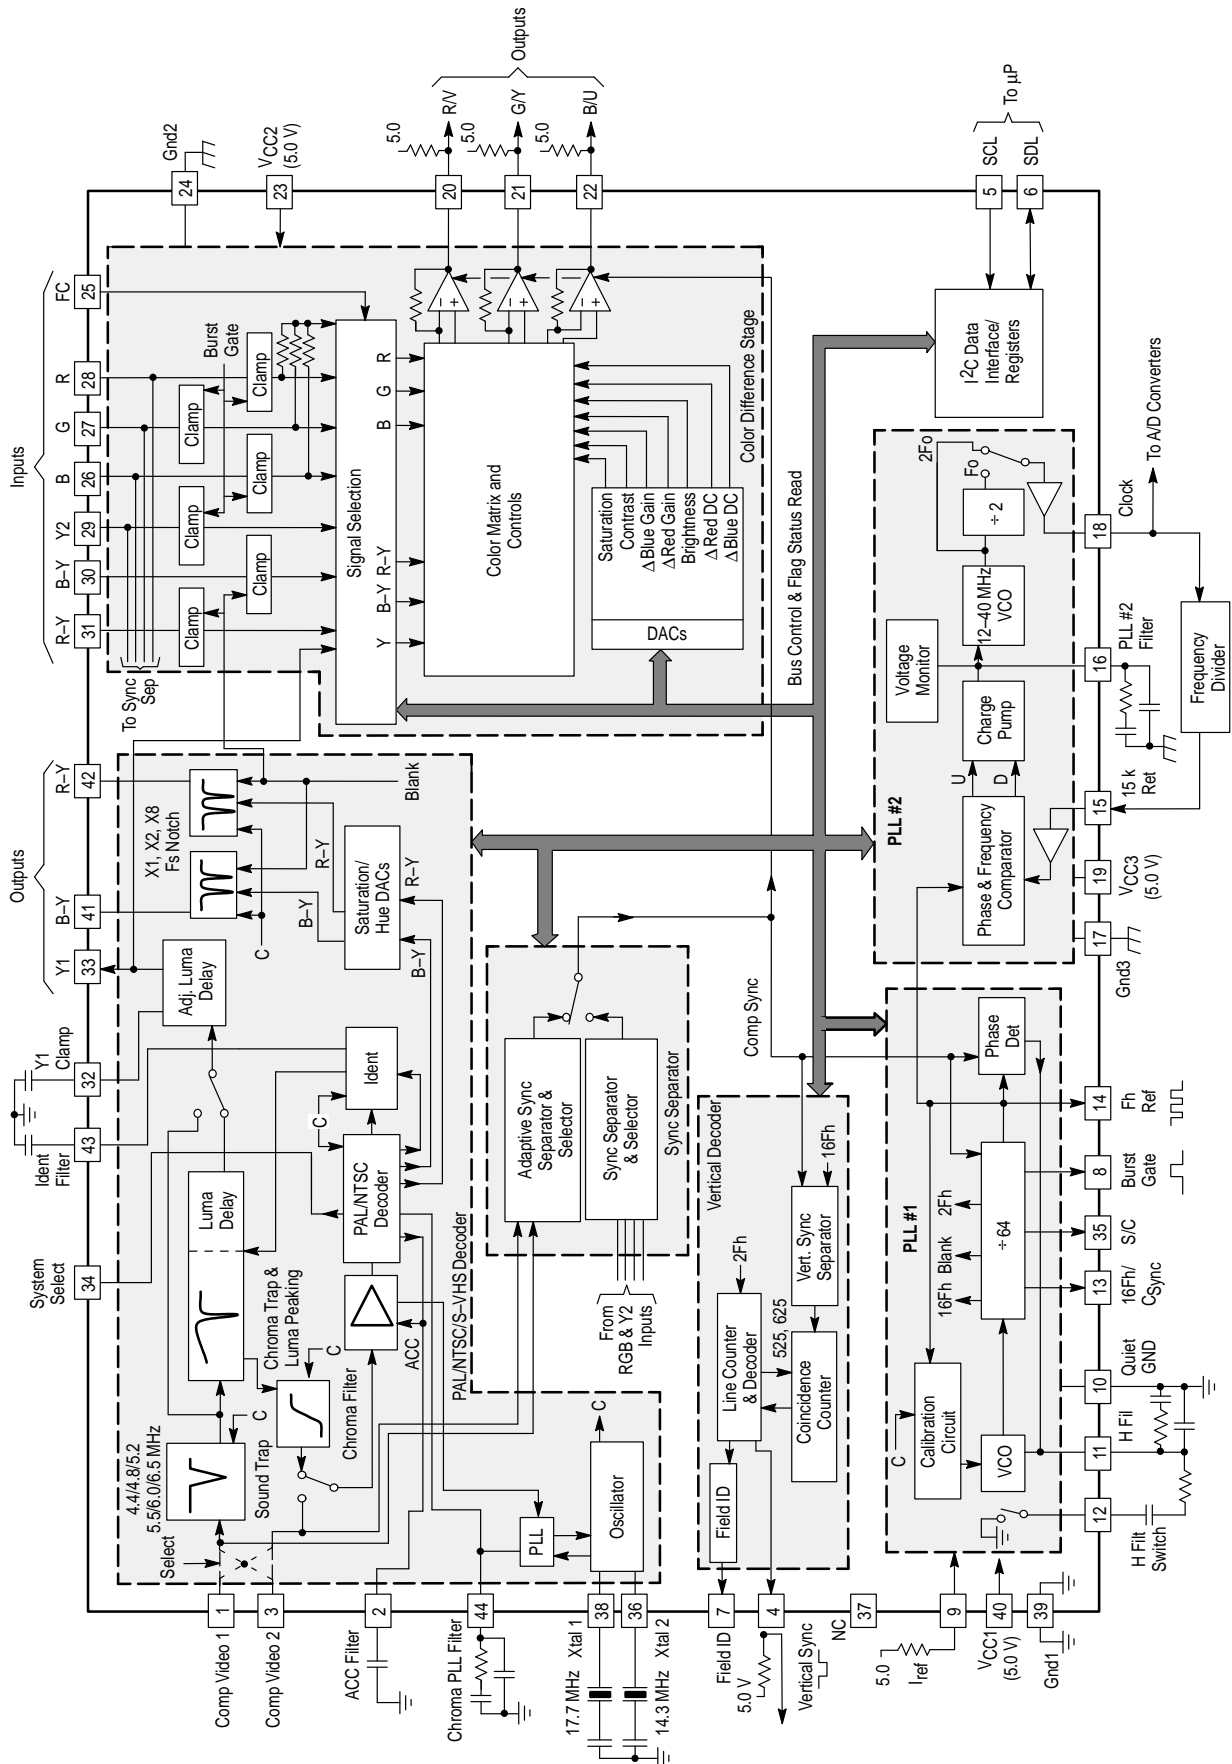 Comp Video 1
1
Comp Video 2
3
Select
4.4/4.8/5.2
5.5/6.0/6.5 MHz
Sound Trap
C
Chroma Trap &
Luma Peaking
C
Chroma Filter
Luma
Delay
Adj. Luma
Delay
ACC
PAL/NTSC
Decoder
C
Ident
Saturation/
Hue DACs
B–Y
R–Y
B–Y
R–Y
X1, X2, X8
Fs Notch
C
C
Blank
PLL
Oscillator
C
PAL/NTSC/S–VHS Decoder
ACC Filter
2
Chroma PLL Filter
44
17.7 MHz
Xtal 1
38
14.3 MHz
Xtal 2
36
System
Select
34
Ident
Filter
43
Y1
Clamp
32
Outputs
Y1
33
B–Y
41
R–Y
42
Inputs
R–Y
31
B–Y
30
Y2
29
B
26
G
27
R
28
FC
25
To Sync
Sep
Clamp
Clamp
Clamp
Clamp
Clamp
Clamp
Burst
Gate
Signal Selection
Y
B–Y
R–Y
B
G
R
Color Matrix and
Controls
DACs
Saturation
Contrast
ΔBlue Gain
ΔRed Gain
Brightness
ΔRed DC
ΔBlue DC
Color Difference Stage
–
+
–
+
–
+
24
Gnd2
23
VCC2
(5.0 V)
20
5.0
R/V
21
5.0
G/Y
22
5.0
B/U
Outputs
Adaptive Sync
Separator &
Selector
Sync Separator
& Selector
Sync Separator
From
RGB & Y2
Inputs
Comp Sync
Bus Control & Flag Status Read
Vertical Decoder
2Fh
Line Counter
& Decoder
Field ID
525, 625
Coincidence
Counter
Vert. Sync
Separator
16Fh
Field ID
7
5.0 V
4
Vertical Sync
NC
37
5.0
Iref
9
VCC1
(5.0 V)
40
Gnd1
39
PLL #1
C
Calibration
Circuit
VCO
÷ 64
16Fh
Blank
2Fh
Phase
Det
H Filt
Switch
12
11
H Fil
10
Quiet
GND
13
16Fh/
CSync
35
S/C
8
Burst
Gate
14
Fh
Ref
PLL #2
Phase & Frequency
Comparator
U
D
Charge
Pump
Voltage
Monitor
12–40 MHz
VCO
÷ 2
Fo
2Fo
17
Gnd3
19
VCC3
(5.0 V)
15
15 k
Ret
16
PLL #2
Filter
18
Clock
Frequency
Divider
To A/D Converters
I2C Data
Interface/
Registers
5
SCL
6
SDL
To µP